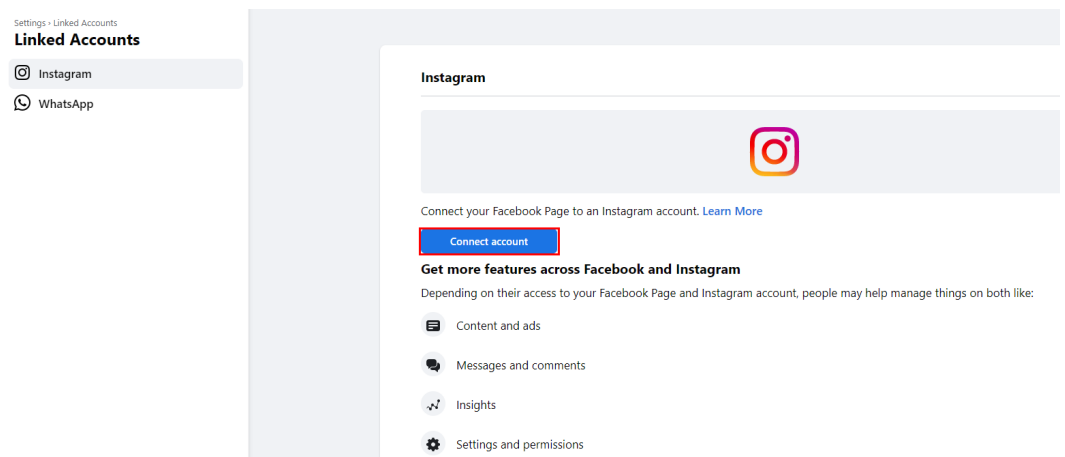 Settings › Linked Accounts
Linked Accounts
Instagram
WhatsApp
Instagram
Connect your Facebook Page to an Instagram account. Learn More
Connect account
Get more features across Facebook and Instagram
Depending on their access to your Facebook Page and Instagram account, people may help manage things on both like:
Content and ads
Messages and comments
Insights
Settings and permissions